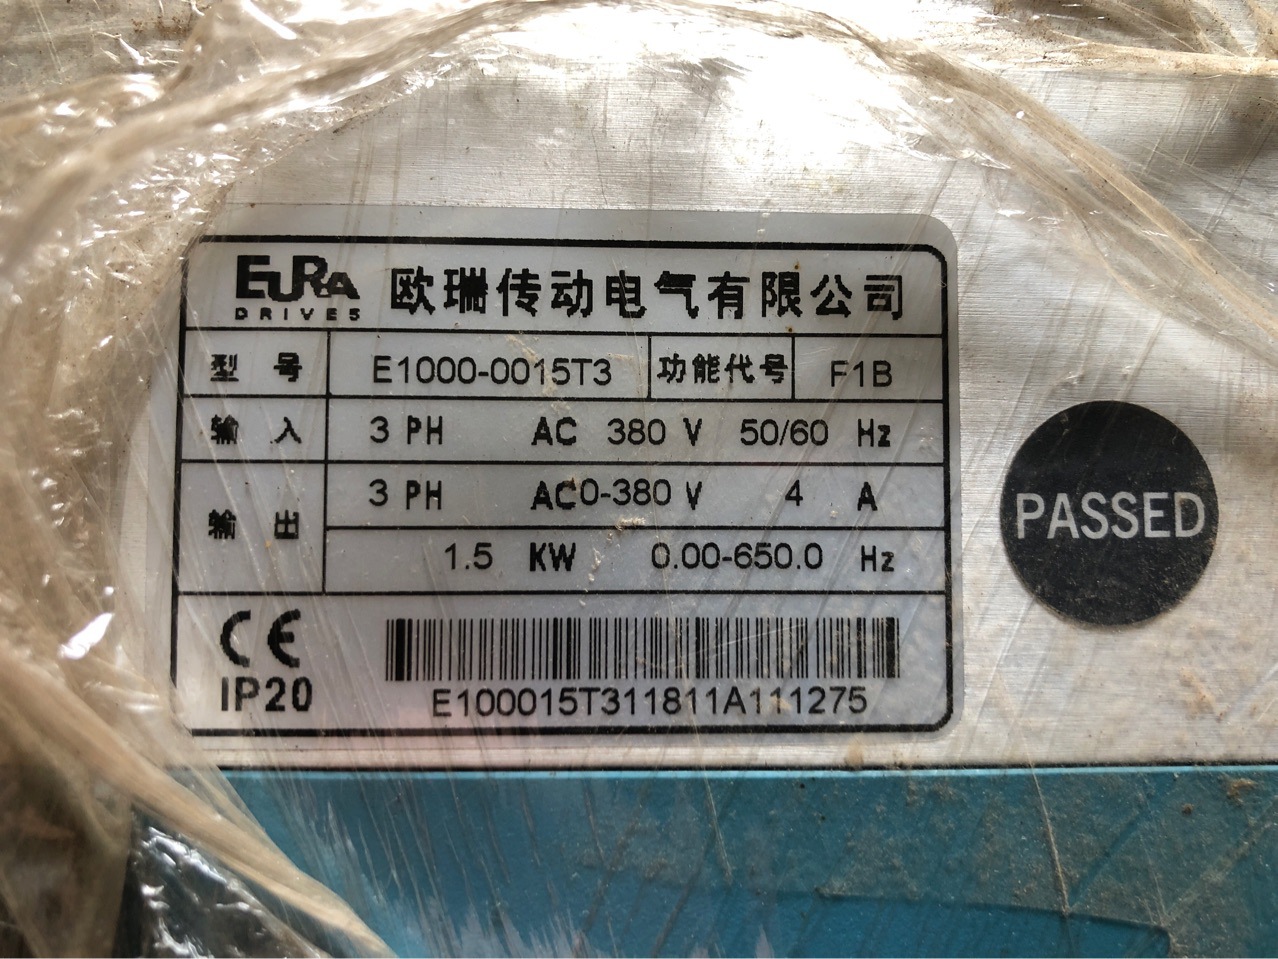 EURA DRIVES 欧瑞传动电气有限公司
型 号 E1000-0015T3 功能代号 F1B
输 入 3 PH AC 380 V 50/60 Hz
输 出 3 PH AC0-380 V 4 A
1.5 KW 0.00-650.0 Hz
CE
IP20
E100015T311811A111275
PASSED